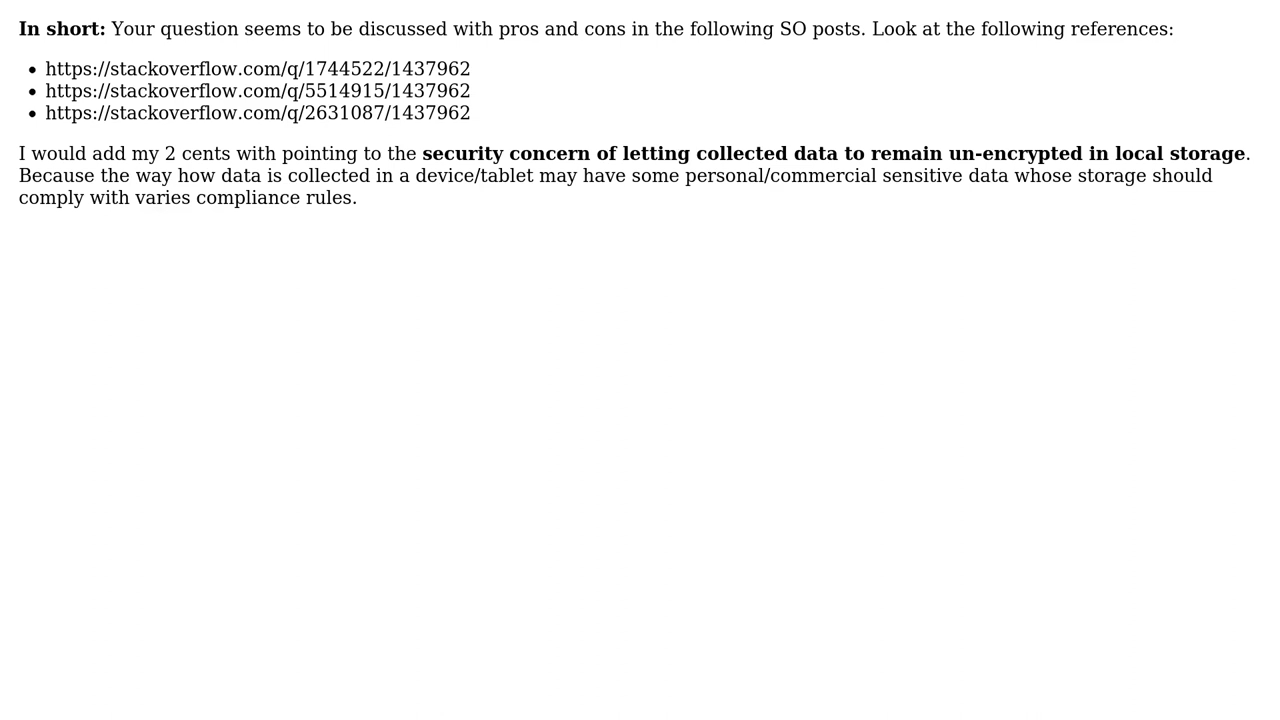 In short: Your question seems to be discussed with pros and cons in the following SO posts. Look at the following references:
• https://stackoverflow.com/q/1744522/1437962
• https://stackoverflow.com/q/5514915/1437962
• https://stackoverflow.com/q/2631087/1437962
I would add my 2 cents with pointing to the security concern of letting collected data to remain un-encrypted in local storage.
Because the way how data is collected in a device/tablet may have some personal/commercial sensitive data whose storage should
comply with varies compliance rules.